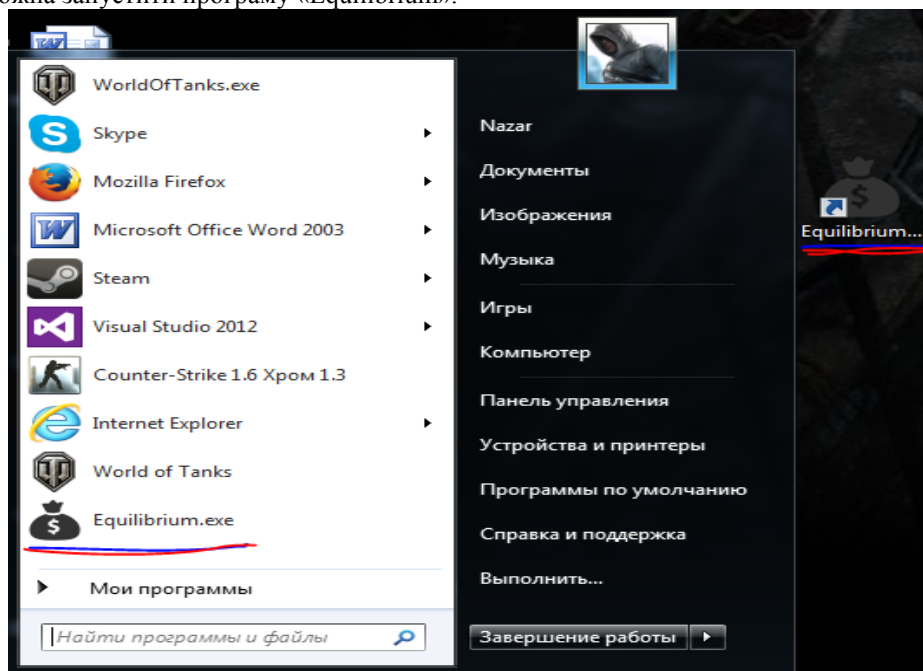 можна запустити програму «Equilibrium».
WorldOfTanks.exe
Skype
Mozilla Firefox
Microsoft Office Word 2003
Steam
Visual Studio 2012
Counter-Strike 1.6 Хром 1.3
Internet Explorer
World of Tanks
Equilibrium.exe
Мои программы
Найти программы и файлы
Nazar
Документы
Изображения
Музыка
Игры
Компьютер
Панель управления
Устройства и принтеры
Программы по умолчанию
Справка и поддержка
Выполнить...
Завершение работы
Equilibrium...